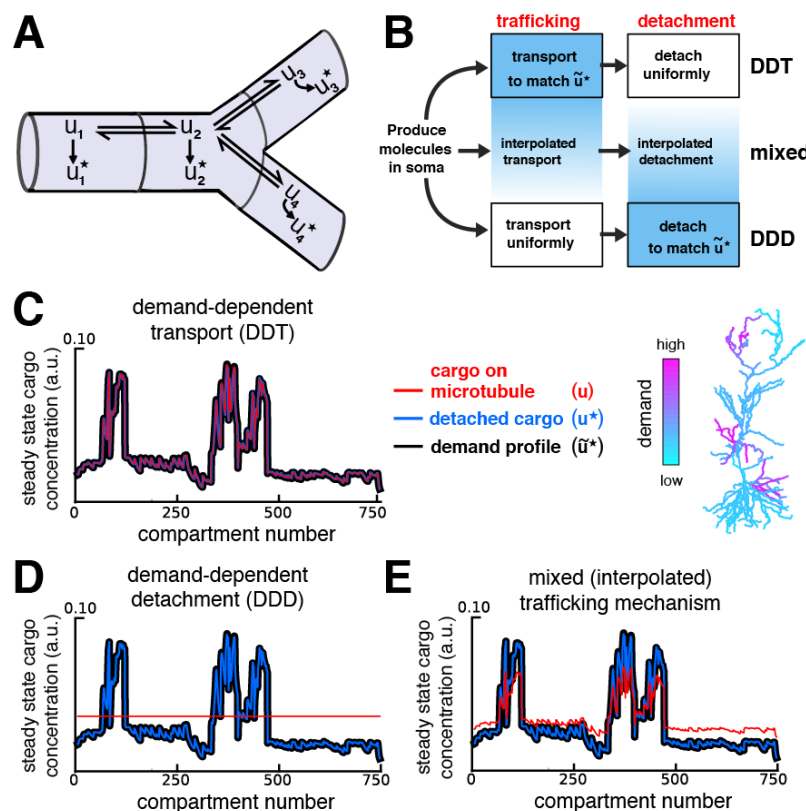 A
u₁
u₂
u₃
u₃*
u₁*
u₂*
u₄
u₄*
B
trafficking
detachment
transport
to match ũ*
detach
uniformly
DDT
Produce
molecules
in soma
interpolated
transport
interpolated
detachment
mixed
transport
uniformly
detach
to match ũ*
DDD
C
demand-dependent
transport (DDT)
0.10
steady state cargo
concentration (a.u.)
0
250
500
750
compartment number
cargo on
microtubule (u)
detached cargo (u*)
demand profile (ũ*)
high
demand
low
D
demand-dependent
detachment (DDD)
0.10
steady state cargo
concentration (a.u.)
0
250
500
750
compartment number
E
mixed (interpolated)
trafficking mechanism
0.10
steady state cargo
concentration (a.u.)
0
250
500
750
compartment number